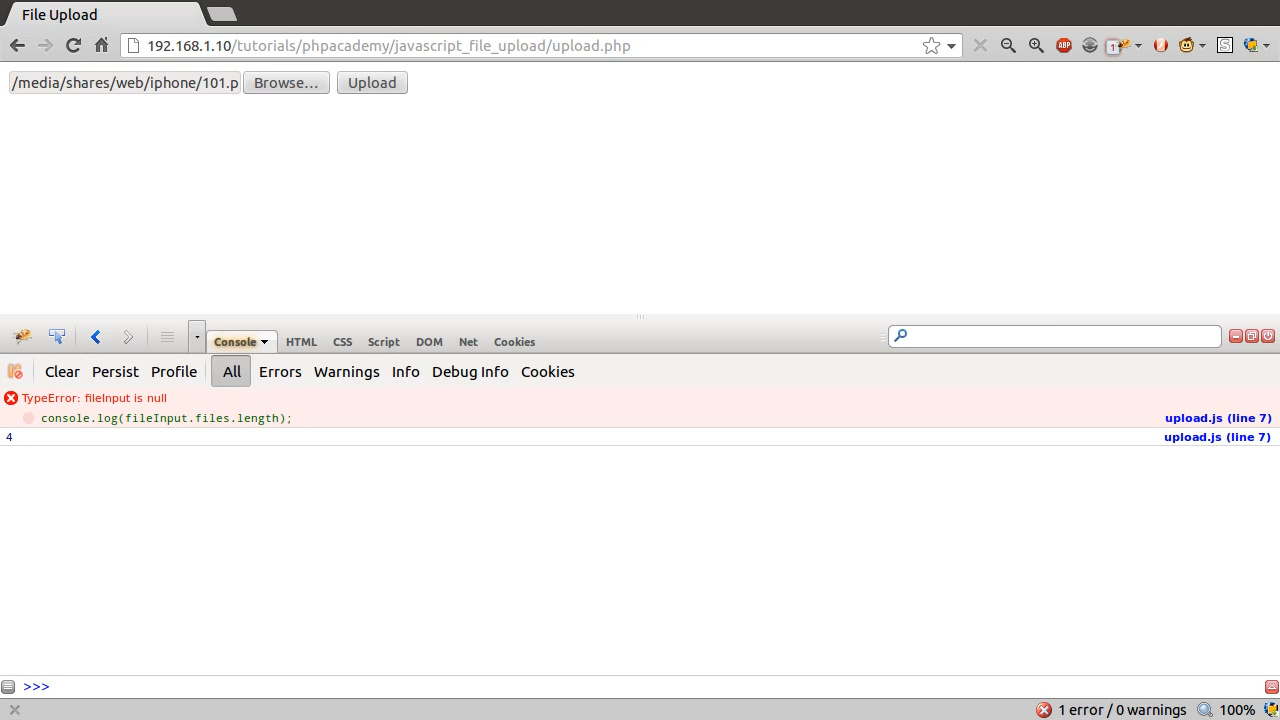 File Upload
192.168.1.10/tutorials/phpacademy/javascript_file_upload/upload.php
ABP
1
S
/media/shares/web/iphone/101.p Browse... Upload
Console HTML CSS Script DOM Net Cookies
Clear Persist Profile All Errors Warnings Info Debug Info Cookies
TypeError: fileInput is null
console.log(fileInput.files.length); upload.js (line 7)
4 upload.js (line 7)
>>>
1 error / 0 warnings 100%